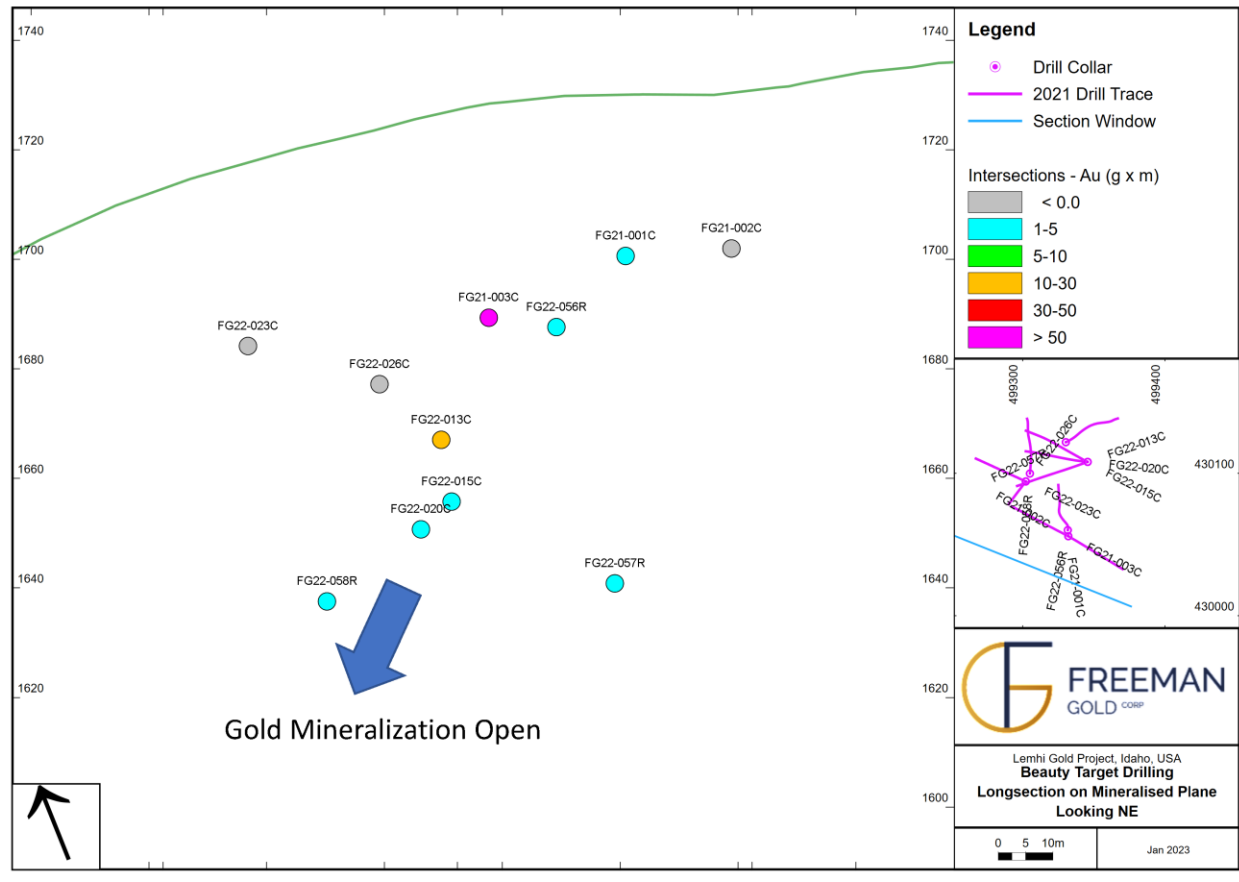 1740
1740
1720
1720
1700
1700
1680
1680
1660
1660
1640
1640
1620
1620
1600
FG21-002C
FG21-001C
FG21-003C
FG22-056R
FG22-023C
FG22-026C
FG22-013C
FG22-015C
FG22-020C
FG22-057R
FG22-058R
Gold Mineralization Open
Legend
Drill Collar
2021 Drill Trace
Section Window
Intersections - Au (g x m)
< 0.0
1-5
5-10
10-30
30-50
> 50
499300
499400
FG22-026C
FG22-013C
FG22-020C
FG22-015C
430100
FG22-023C
FG21-002C
FG21-003C
FG22-056R
FG21-001C
430000
FREEMAN
GOLD CORP
Lemhi Gold Project, Idaho, USA
Beauty Target Drilling
Longsection on Mineralised Plane
Looking NE
0 5 10m
Jan 2023